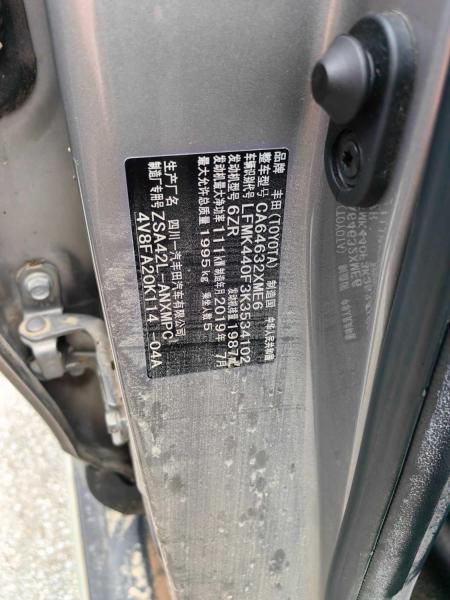 品牌 丰田(TOYOTA) 制造国 中华人民共和国
整车型号 CA64632XME6
车辆识别代号 LFMK440F3K3534102
发动机型号 6ZR 发动机排量 1987mL
发动机最大净功率 111kW 制造年月 2019年 7月
最大允许总质量 1995kg 乘坐人数 5
生产厂名 四川一汽丰田汽车有限公司
制造厂专用号 ZSA42L-ANXMPC
4V8FA20K114 -04A